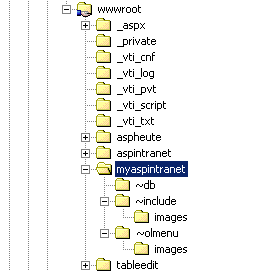 wwwroot
_aspx
_private
_vti_cnf
_vti_log
_vti_pvt
_vti_script
_vti_txt
aspheute
aspintranet
myaspintranet
~db
~include
images
~olmenu
images
tableedit